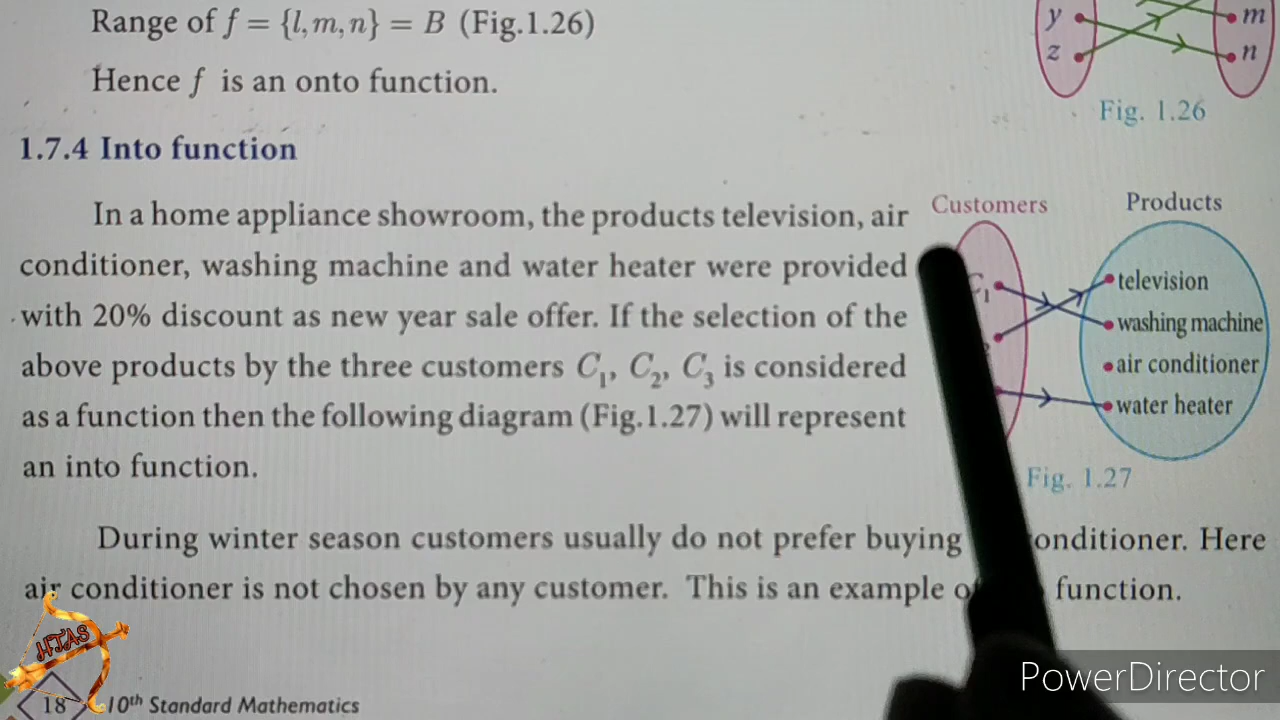 Range of f = {l, m, n} = B (Fig.1.26)
Hence f is an onto function.
y
z
m
n
Fig. 1.26
1.7.4 Into function
In a home appliance showroom, the products television, air
conditioner, washing machine and water heater were provided
with 20% discount as new year sale offer. If the selection of the
above products by the three customers C₁, C₂, C₃ is considered
as a function then the following diagram (Fig.1.27) will represent
an into function.
Customers
Products
C₁
television
washing machine
air conditioner
water heater
Fig. 1.27
During winter season customers usually do not prefer buying onditioner. Here
air conditioner is not chosen by any customer. This is an example function.
HTAS
18
10th Standard Mathematics
PowerDirector